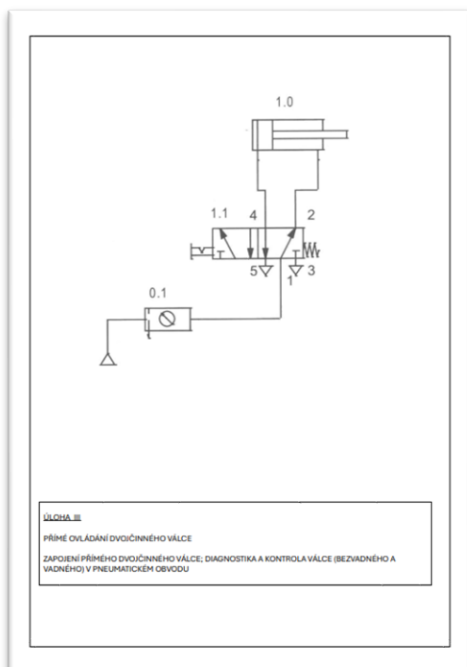 1.0
1.1 4 2
5 1 3
0.1
ÚLOHA III
PŘÍMÉ OVLÁDÁNÍ DVOJČINNÉHO VÁLCE
ZAPOJENÍ PŘÍMÉHO DVOJČINNÉHO VÁLCE; DIAGNOSTIKA A KONTROLA VÁLCE (BEZVADNÉHO A
VADNÉHO) V PNEUMATICKÉM OBVODU